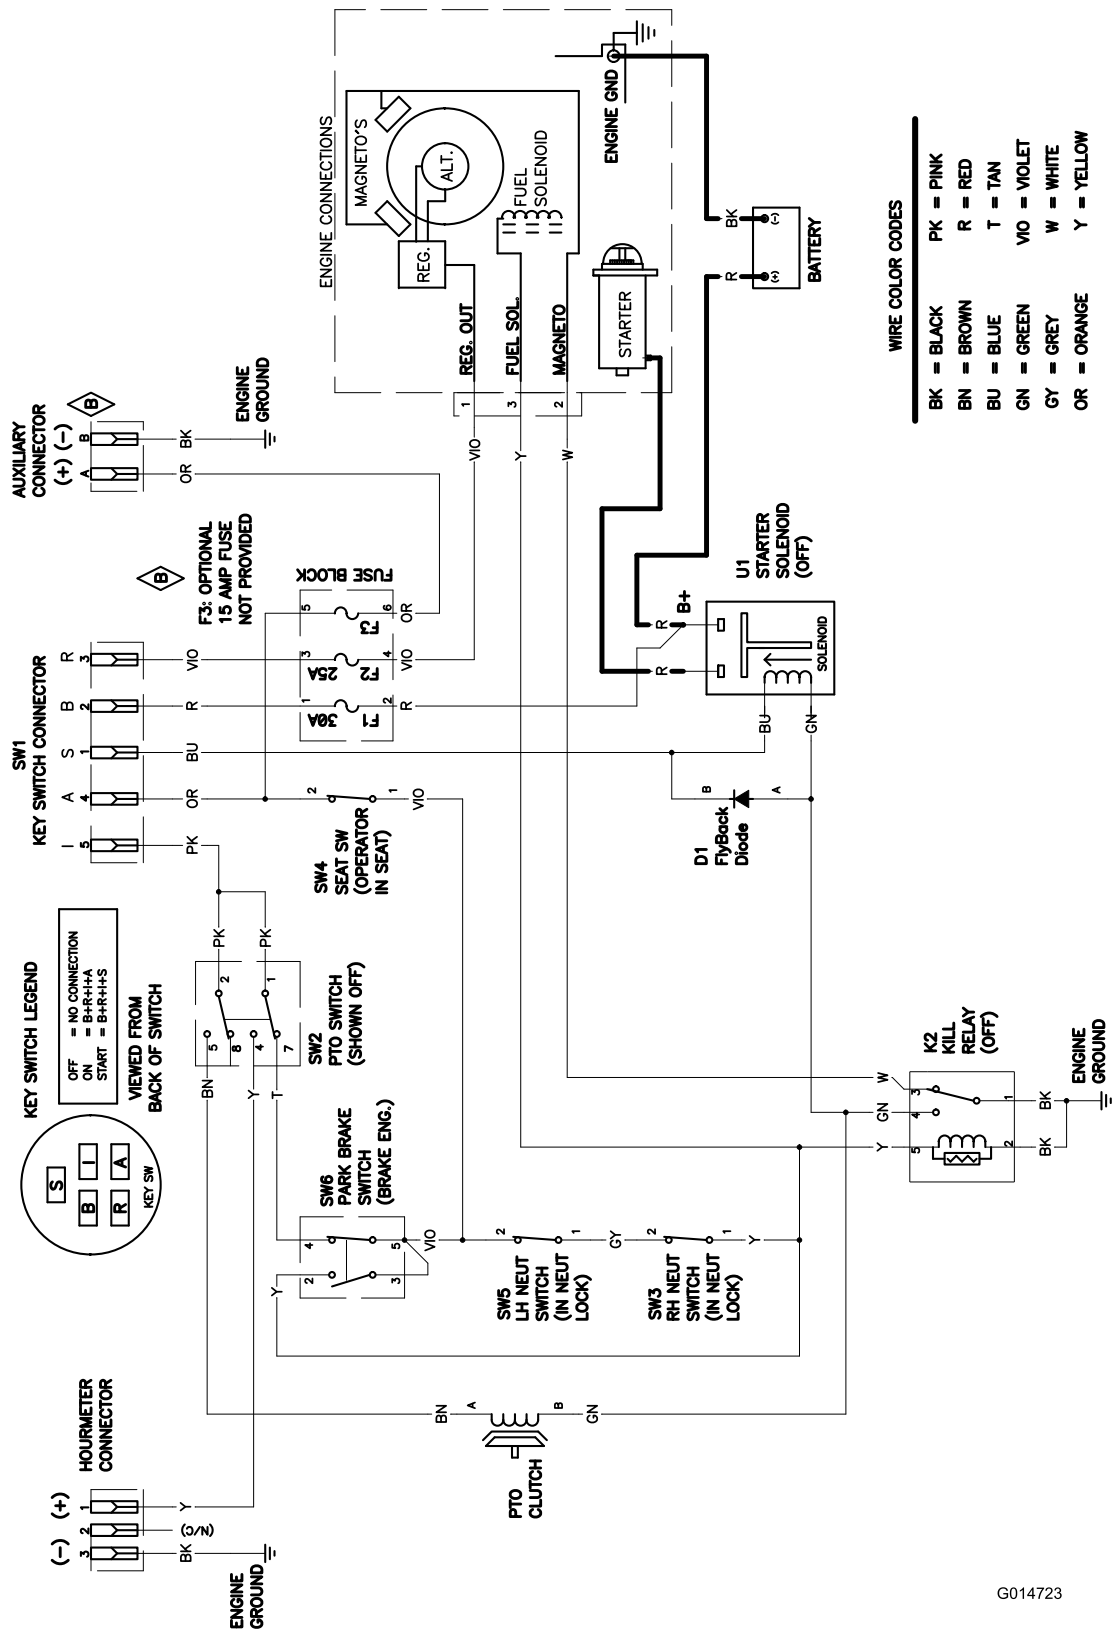 HOURMETER
CONNECTOR
(-) (+)
3 2 1
BK (N/C) Y
ENGINE
GROUND
KEY SWITCH LEGEND
OFF = NO CONNECTION
ON = B+R+I+A
START = B+R+I+S
VIEWED FROM
BACK OF SWITCH
S
B I
R A
KEY SW
SW1
KEY SWITCH CONNECTOR
I A S B R
5 4 1 2 3
PK OR BU R VIO
AUXILIARY
CONNECTOR
(+) (-)
A B
B
OR BK
ENGINE
GROUND
B
F3: OPTIONAL
15 AMP FUSE
NOT PROVIDED
FUSE BLOCK
1 3 5
30A 25A
F1 F2 F3
2 4 6
R VIO OR
PK
PK
2
1
5
8
4
7
SW2
PTO SWITCH
(SHOWN OFF)
BN
Y
T
SW4
SEAT SW
(OPERATOR
IN SEAT)
2
1
VIO
SW6
PARK BRAKE
SWITCH
(BRAKE ENG.)
4
5
2
3
Y
VIO
SW5
LH NEUT
SWITCH
(IN NEUT
LOCK)
2
1
GY
SW3
RH NEUT
SWITCH
(IN NEUT
LOCK)
2
1
Y
BN
A
B
GN
PTO
CLUTCH
D1
FlyBack
Diode
B
A
BU
GN
U1
STARTER
SOLENOID
(OFF)
SOLENOID
R
R
B+
K2
KILL
RELAY
(OFF)
W
GN
Y
3
4
5
1
2
BK
BK
ENGINE
GROUND
ENGINE CONNECTIONS
MAGNETO'S
ALT.
REG.
FUEL
SOLENOID
REG. OUT
FUEL SOL.
MAGNETO
1
3
2
VIO
Y
W
STARTER
ENGINE GND
BK
R
(-)
(+)
BATTERY
WIRE COLOR CODES
BK = BLACK PK = PINK
BN = BROWN R = RED
BU = BLUE T = TAN
GN = GREEN VIO = VIOLET
GY = GREY W = WHITE
OR = ORANGE Y = YELLOW
G014723